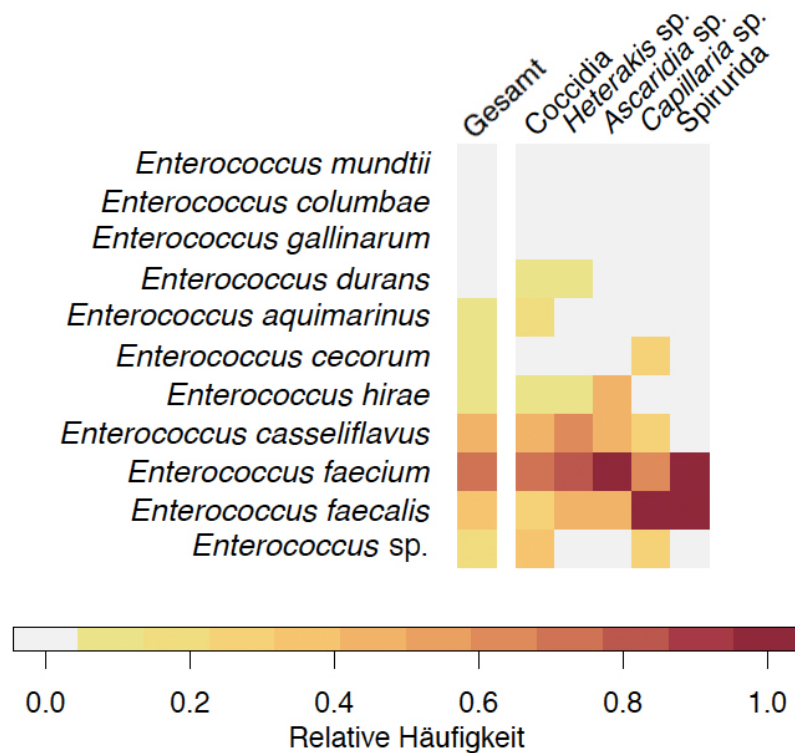 Gesamt
Coccidia
Heterakis sp.
Ascaridia sp.
Capillaria sp.
Spirurida
Enterococcus mundtii
Enterococcus columbae
Enterococcus gallinarum
Enterococcus durans
Enterococcus aquimarinus
Enterococcus cecorum
Enterococcus hirae
Enterococcus casseliflavus
Enterococcus faecium
Enterococcus faecalis
Enterococcus sp.
0.0 0.2 0.4 0.6 0.8 1.0
Relative Häufigkeit